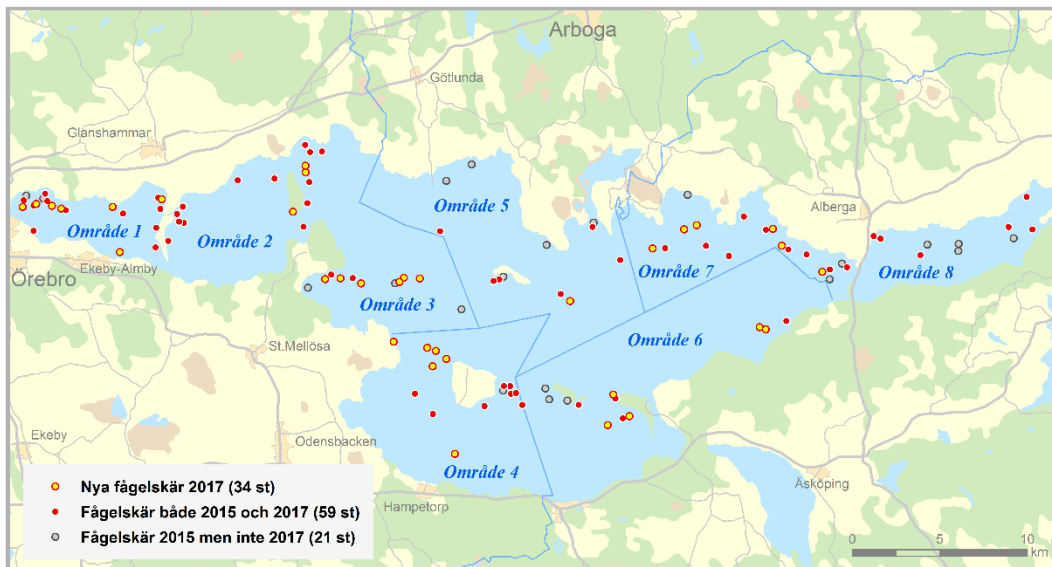 Arboga
Götlunda
Glanshammar
Område 5
Alberga
Område 1
Område 2
Ekeby-Almby
Örebro
Område 7
Område 8
Område 3
Område 6
St.Mellösa
Ekeby
Odensbacken
Område 4
Äsköping
Hampetorp
Nya fågelskär 2017 (34 st)
Fågelskär både 2015 och 2017 (59 st)
Fågelskär 2015 men inte 2017 (21 st)
0 5 10
km